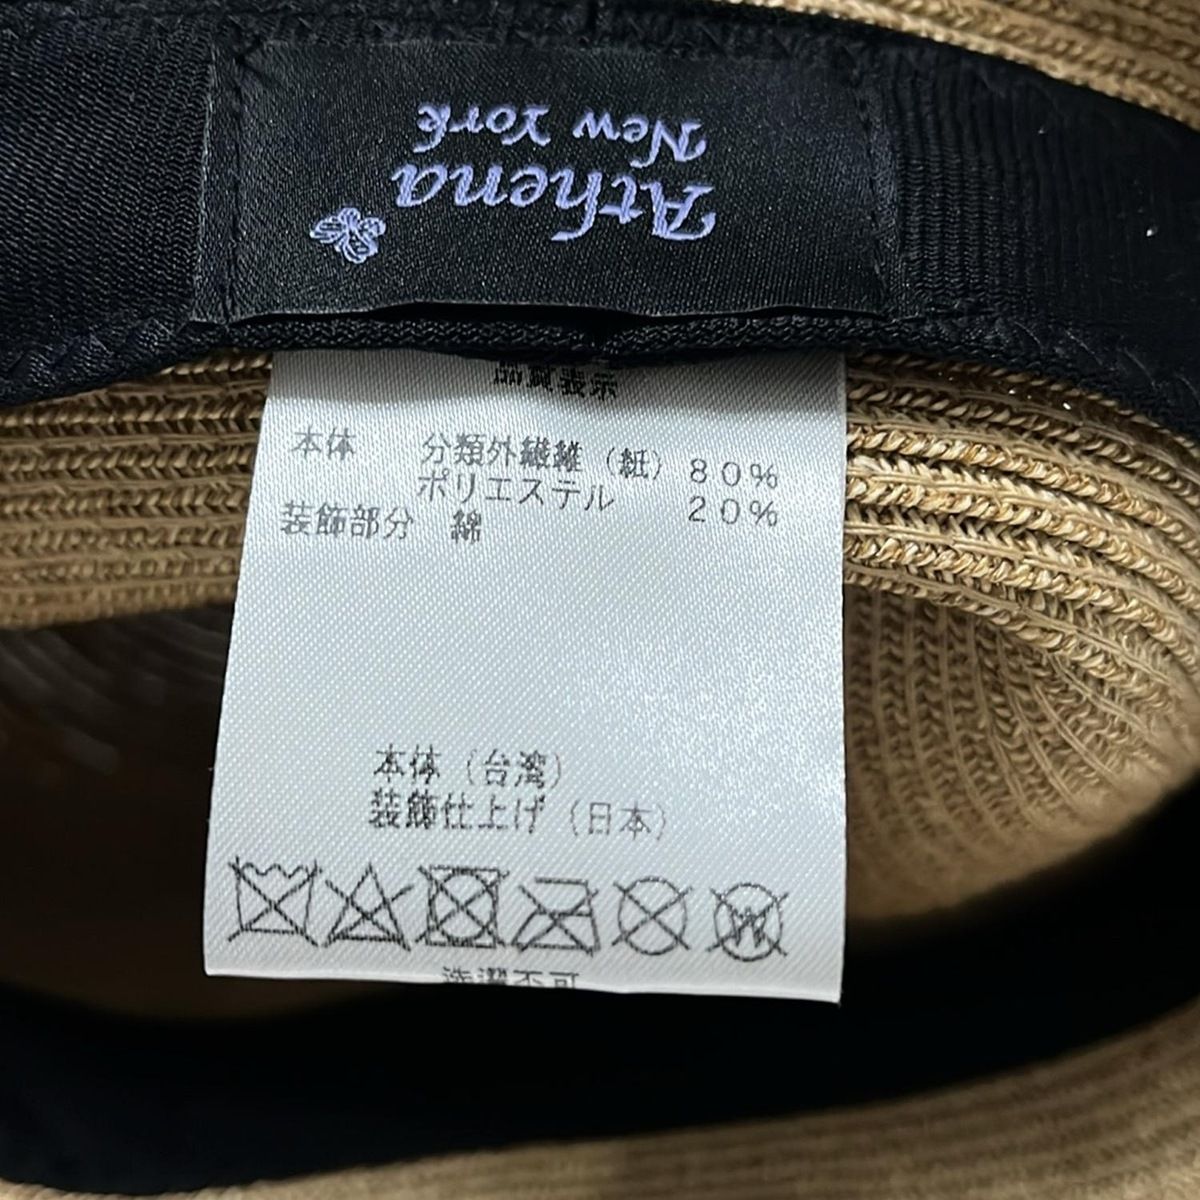 Athena
New York
品質表示
本体 分類外繊維(紙) 80%
ポリエステル 20%
装飾部分 綿
本体(台湾)
装飾仕上げ(日本)
洗濯不可